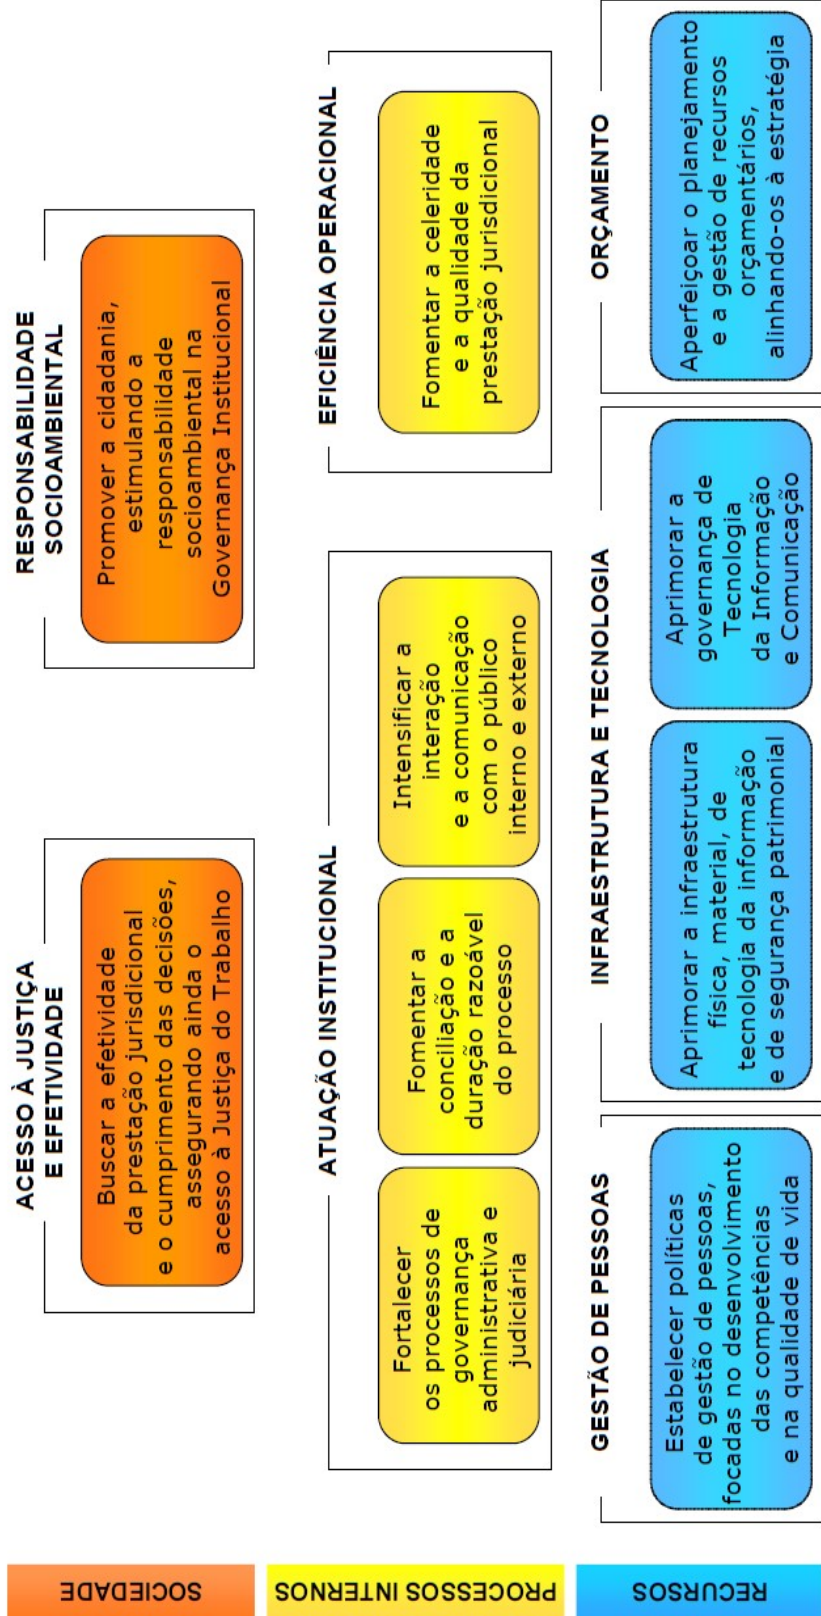 SOCIEDADE
ACESSO À JUSTIÇA
E EFETIVIDADE
Buscar a efetividade
da prestação jurisdicional
e o cumprimento das decisões,
assegurando ainda o
acesso à Justiça do Trabalho
RESPONSABILIDADE
SOCIOAMBIENTAL
Promover a cidadania,
estimulando a
responsabilidade
socioambiental na
Governança Institucional
PROCESSOS INTERNOS
ATUAÇÃO INSTITUCIONAL
Fortalecer
os processos de
governança
administrativa e
judiciária
Fomentar a
conciliação e a
duração razoável
do processo
Intensificar a
interação
e a comunicação
com o público
interno e externo
EFICIÊNCIA OPERACIONAL
Fomentar a celeridade
e a qualidade da
prestação jurisdicional
RECURSOS
GESTÃO DE PESSOAS
Estabelecer políticas
de gestão de pessoas,
focadas no desenvolvimento
das competências
e na qualidade de vida
INFRAESTRUTURA E TECNOLOGIA
Aprimorar a infraestrutura
física, material, de
tecnologia da informação
e de segurança patrimonial
Aprimorar a
governança de
Tecnologia
da Informação
e Comunicação
ORÇAMENTO
Aperfeiçoar o planejamento
e a gestão de recursos
orçamentários,
alinhando-os à estratégia